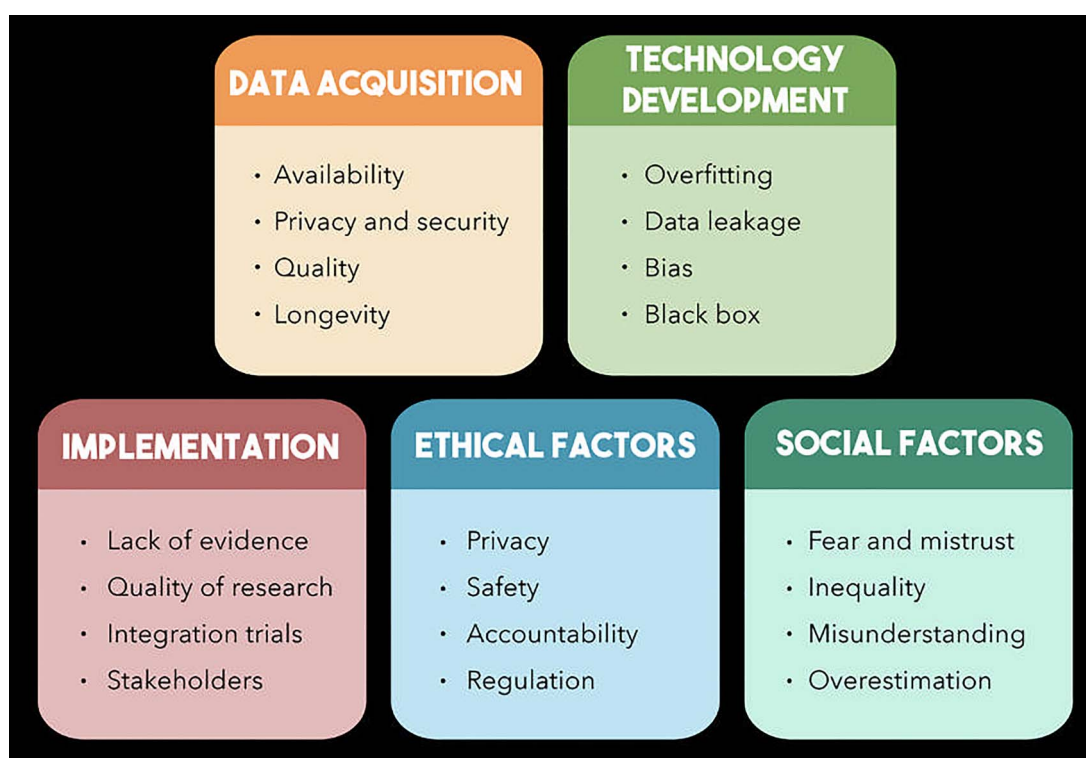 DATA ACQUISITION
• Availability
• Privacy and security
• Quality
• Longevity
TECHNOLOGY
DEVELOPMENT
• Overfitting
• Data leakage
• Bias
• Black box
IMPLEMENTATION
• Lack of evidence
• Quality of research
• Integration trials
• Stakeholders
ETHICAL FACTORS
• Privacy
• Safety
• Accountability
• Regulation
SOCIAL FACTORS
• Fear and mistrust
• Inequality
• Misunderstanding
• Overestimation